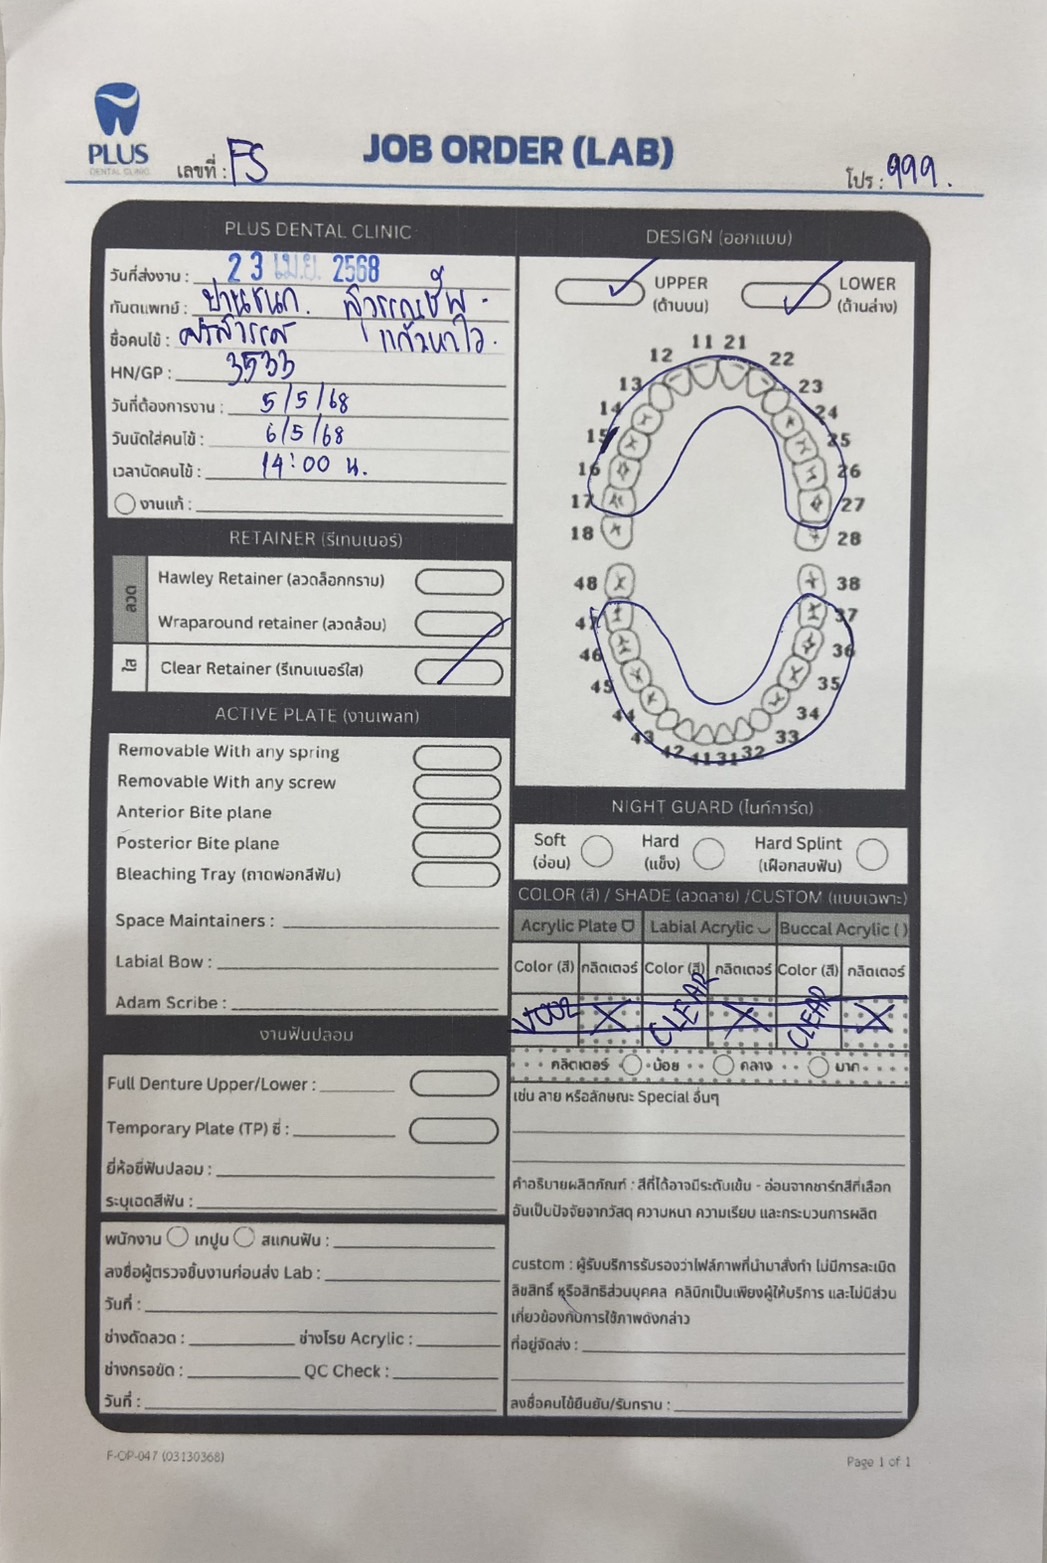 PLUS
DENTAL CLINIC
เลขที่ : FS
JOB ORDER (LAB)
โปร : 999.
PLUS DENTAL CLINIC
วันที่ส่งงาน : 23 เม.ย. 2568
ทันตแพทย์ : ปานชนก
ชื่อคนไข้ :
HN/GP : 3533
วันที่ต้องการงาน : 5/5/68
วันนัดใส่คนไข้ : 6/5/68
เวลานัดคนไข้ : 14:00 น.
งานแก้ :
DESIGN (ออกแบบ)
UPPER LOWER
(ด้านบน) (ด้านล่าง)
11 21
12 22
13 23
14 24
15 25
16 26
17 27
18 28
48 38
47 37
46 36
45 35
44 34
43 33
42 41 31 32
RETAINER (รีเทนเนอร์)
ลวด
Hawley Retainer (ลวดล็อกกราม)
Wraparound retainer (ลวดล้อม)
ใส
Clear Retainer (รีเทนเนอร์ใส)
ACTIVE PLATE (งานเพลท)
Removable With any spring
Removable With any screw
Anterior Bite plane
Posterior Bite plane
Bleaching Tray (ถาดฟอกสีฟัน)
Space Maintainers :
Labial Bow :
Adam Scribe :
NIGHT GUARD (ไนท์การ์ด)
Soft Hard Hard Splint
(อ่อน) (แข็ง) (เฝือกสบฟัน)
COLOR (สี) / SHADE (ลวดลาย) /CUSTOM (แบบเฉพาะ)
Acrylic Plate Labial Acrylic Buccal Acrylic ( )
Color (สี) กลิตเตอร์ Color (สี) กลิตเตอร์ Color (สี) กลิตเตอร์
CLEAR CLEAR
กลิตเตอร์ น้อย กลาง มาก
เช่น ลาย หรือลักษณะ Special อื่นๆ
คำอธิบายผลิตภัณฑ์ : สีที่ได้อาจมีระดับเข้ม - อ่อนจากชาร์ทสีที่เลือก
อันเป็นปัจจัยจากวัสดุ ความหนา ความเรียบ และกระบวนการผลิต
custom : ผู้รับบริการรับรองว่าไฟล์ภาพที่นำมาสั่งทำ ไม่มีการละเมิด
ลิขสิทธิ์ หรือสิทธิส่วนบุคคล คลินิกเป็นเพียงผู้ให้บริการ และไม่มีส่วน
เกี่ยวข้องกับการใช้ภาพดังกล่าว
ที่อยู่จัดส่ง :
ลงชื่อคนไข้ยืนยัน/รับทราบ :
งานฟันปลอม
Full Denture Upper/Lower :
Temporary Plate (TP) ซี่ :
ยี่ห้อซี่ฟันปลอม :
ระบุเฉดสีฟัน :
พนักงาน เทปูน สแกนฟัน :
ลงชื่อผู้ตรวจชิ้นงานก่อนส่ง Lab :
วันที่ :
ช่างดัดลวด : ช่างโรย Acrylic :
ช่างกรอขัด : QC Check :
วันที่ :
F-OP-047 (03130368)
Page 1 of 1